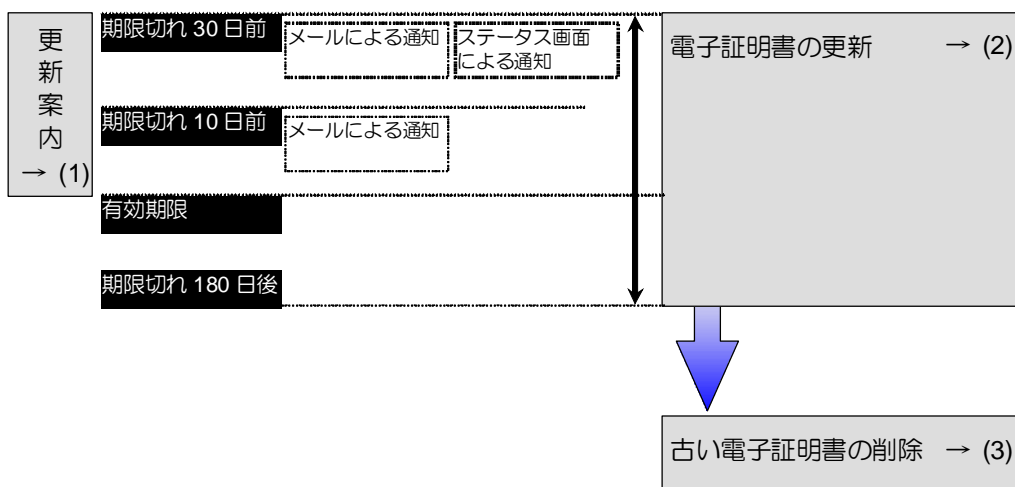 更
新
案
内
→ (1)
期限切れ 30 日前
メールによる通知
ステータス画面
による通知
期限切れ 10 日前
メールによる通知
有効期限
期限切れ 180 日後
電子証明書の更新 → (2)
古い電子証明書の削除 → (3)